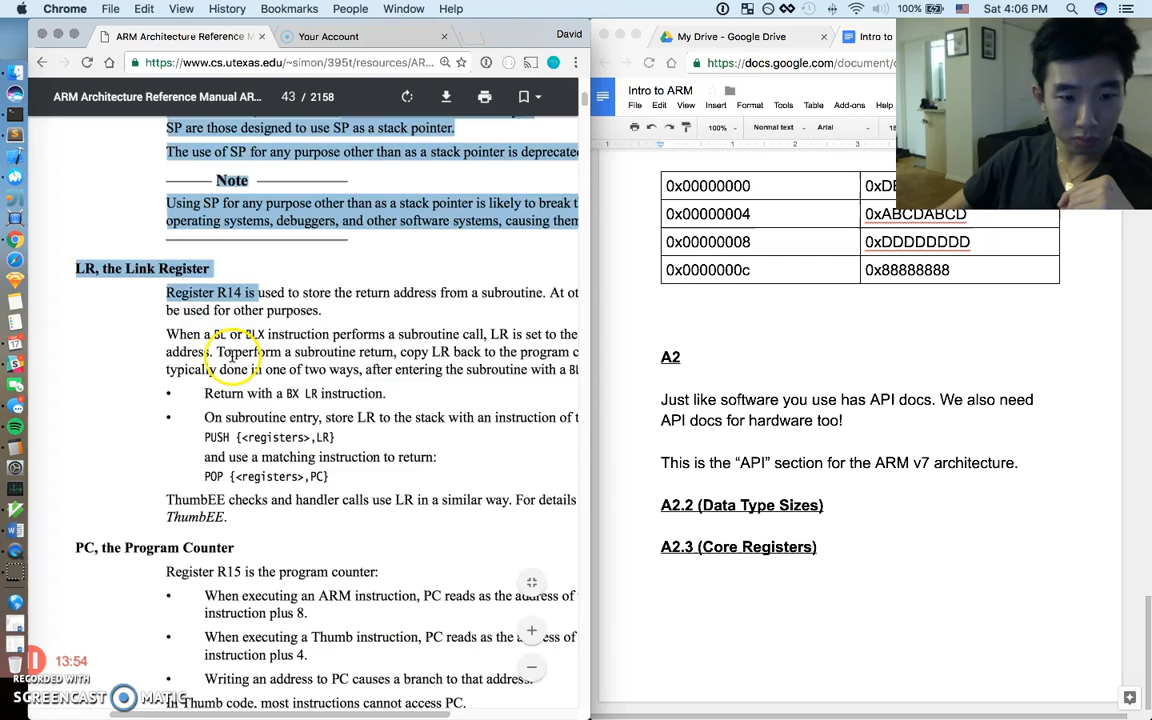 Chrome File Edit View History Bookmarks People Window Help 100% Sat 4:06 PM
ARM Architecture Reference M × Your Account × David
https://www.cs.utexas.edu/~simon/395t/resources/AR...
ARM Architecture Reference Manual AR... 43 / 2158
SP are those designed to use SP as a stack pointer.
The use of SP for any purpose other than as a stack pointer is deprecated
Note
Using SP for any purpose other than as a stack pointer is likely to break t
operating systems, debuggers, and other software systems, causing them
LR, the Link Register
Register R14 is used to store the return address from a subroutine. At ot
be used for other purposes.
When a BL or BLX instruction performs a subroutine call, LR is set to the
address. To perform a subroutine return, copy LR back to the program c
typically done in one of two ways, after entering the subroutine with a BL
• Return with a BX LR instruction.
• On subroutine entry, store LR to the stack with an instruction of t
PUSH {<registers>,LR}
and use a matching instruction to return:
POP {<registers>,PC}
ThumbEE checks and handler calls use LR in a similar way. For details
ThumbEE.
PC, the Program Counter
Register R15 is the program counter:
• When executing an ARM instruction, PC reads as the address of
instruction plus 8.
• When executing a Thumb instruction, PC reads as the address of
instruction plus 4.
• Writing an address to PC causes a branch to that address.
In Thumb code, most instructions cannot access PC.
17
13:54
RECORDED WITH
SCREENCAST MATIC
My Drive - Google Drive × Intro to
https://docs.google.com/document/
Intro to ARM
File Edit View Insert Format Tools Table Add-ons Help
100% Normal text Arial 18
1 1 2 3
0x00000000
0x00000004 0xABCDABCD
0x00000008 0xDDDDDDDD
0x0000000c 0x88888888
A2
Just like software you use has API docs. We also need
API docs for hardware too!
This is the “API” section for the ARM v7 architecture.
A2.2 (Data Type Sizes)
A2.3 (Core Registers)